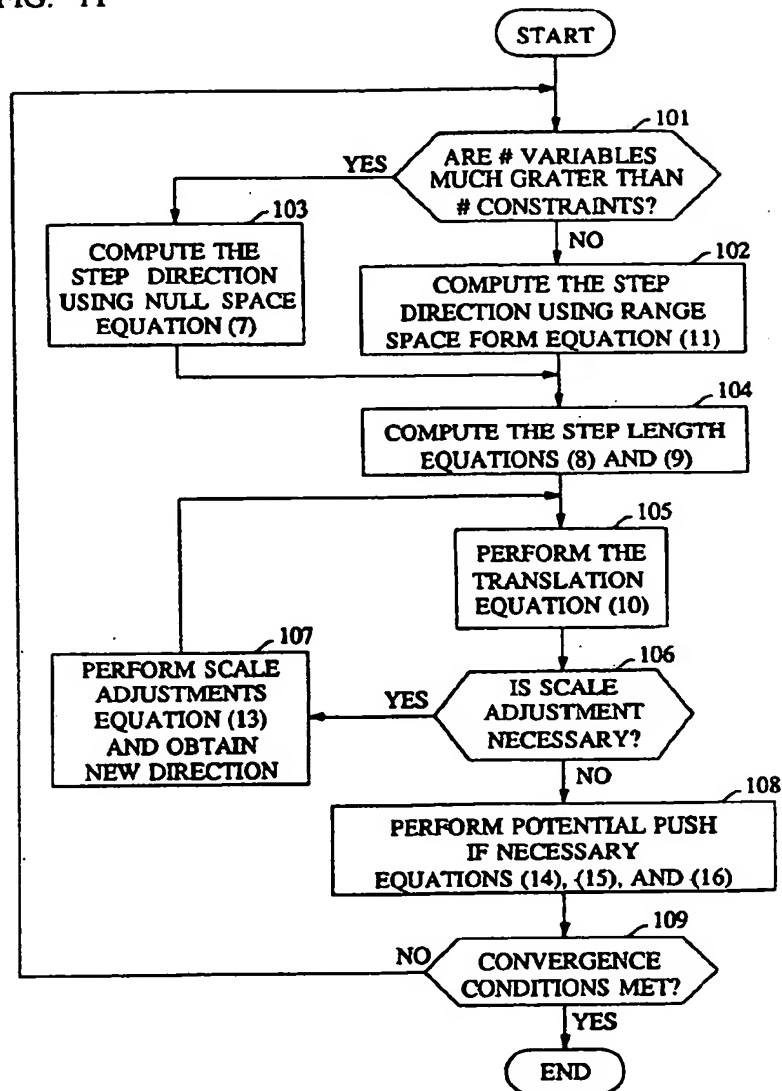 FIG. 11
START
101
ARE # VARIABLES
MUCH GRATER THAN
# CONSTRAINTS?
YES
NO
103
COMPUTE THE
STEP DIRECTION
USING NULL SPACE
EQUATION (7)
102
COMPUTE THE STEP
DIRECTION USING RANGE
SPACE FORM EQUATION (11)
104
COMPUTE THE STEP LENGTH
EQUATIONS (8) AND (9)
105
PERFORM THE
TRANSLATION
EQUATION (10)
107
PERFORM SCALE
ADJUSTMENTS
EQUATION (13)
AND OBTAIN
NEW DIRECTION
106
YES
IS SCALE
ADJUSTMENT
NECESSARY?
NO
108
PERFORM POTENTIAL PUSH
IF NECESSARY
EQUATIONS (14), (15), AND (16)
109
NO
CONVERGENCE
CONDITIONS MET?
YES
END